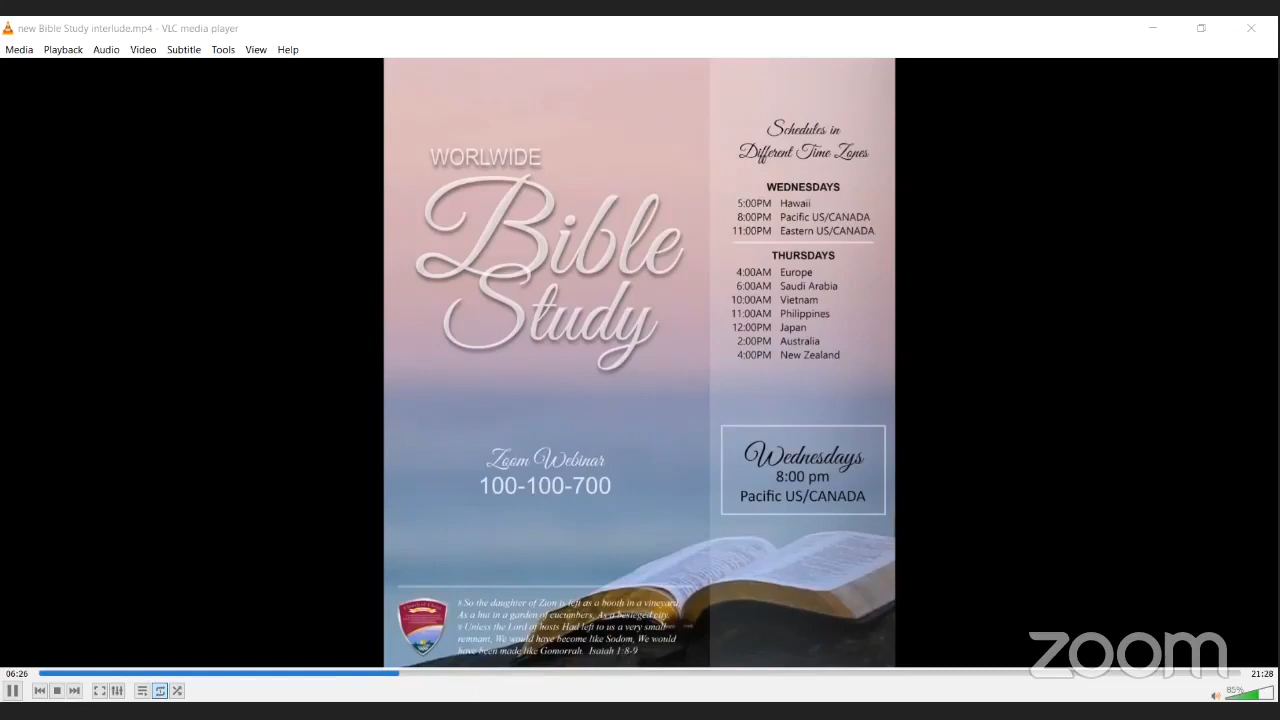 new Bible Study interlude.mp4 - VLC media player
Media Playback Audio Video Subtitle Tools View Help
WORLWIDE
Bible
Study
Zoom Webinar
100-100-700
Schedules in
Different Time Zones
WEDNESDAYS
5:00PM Hawaii
8:00PM Pacific US/CANADA
11:00PM Eastern US/CANADA
THURSDAYS
4:00AM Europe
6:00AM Saudi Arabia
10:00AM Vietnam
11:00AM Philippines
12:00PM Japan
2:00PM Australia
4:00PM New Zealand
Wednesdays
8:00 pm
Pacific US/CANADA
8 So the daughter of Zion is left as a booth in a vineyard,
As a hut in a garden of cucumbers, As a besieged city.
9 Unless the Lord of hosts Had left to us a very small
remnant, We would have become like Sodom, We would
have been made like Gomorrah. Isaiah 1:8-9
zoom
06:26
21:28
85%